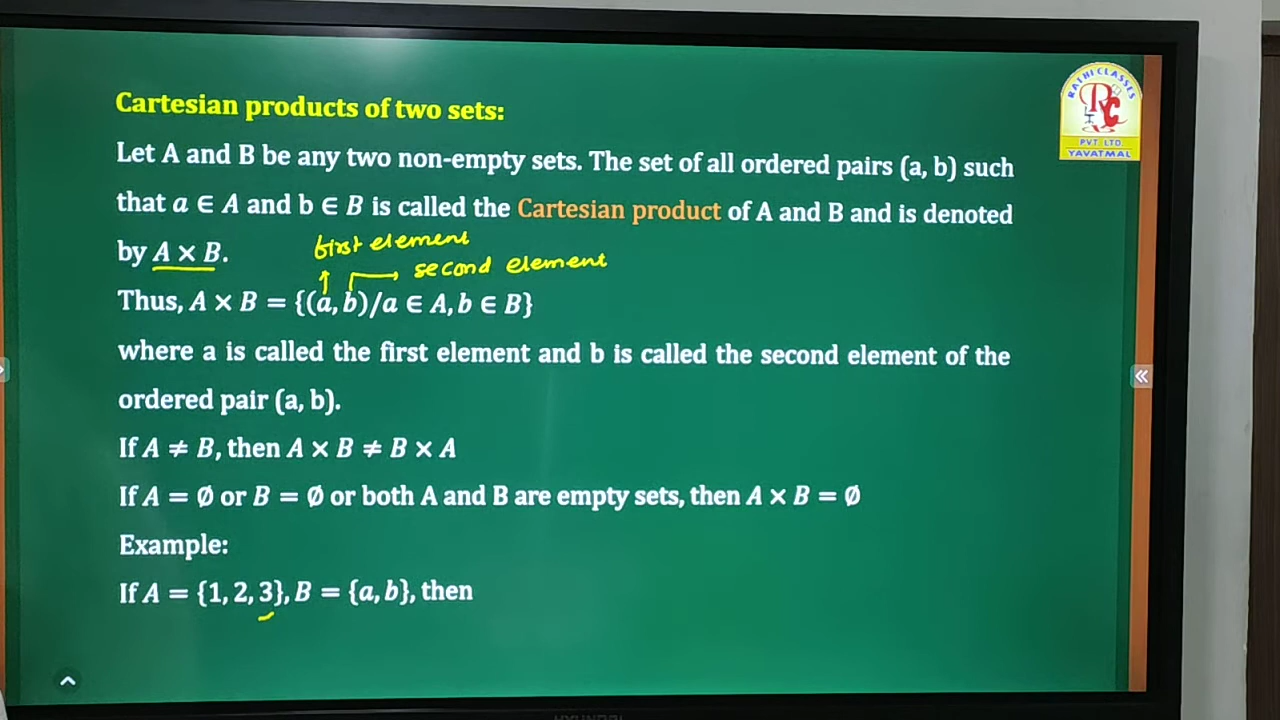 Cartesian products of two sets:
Let A and B be any two non-empty sets. The set of all ordered pairs (a, b) such
that a ∈ A and b ∈ B is called the Cartesian product of A and B and is denoted
by A × B.
first element
second element
Thus, A × B = {(a, b)/a ∈ A, b ∈ B}
where a is called the first element and b is called the second element of the
ordered pair (a, b).
If A ≠ B, then A × B ≠ B × A
If A = Ø or B = Ø or both A and B are empty sets, then A × B = Ø
Example:
If A = {1, 2, 3}, B = {a, b}, then
RATHI CLASSES
PVT. LTD.
YAVATMAL
HYUNDAI